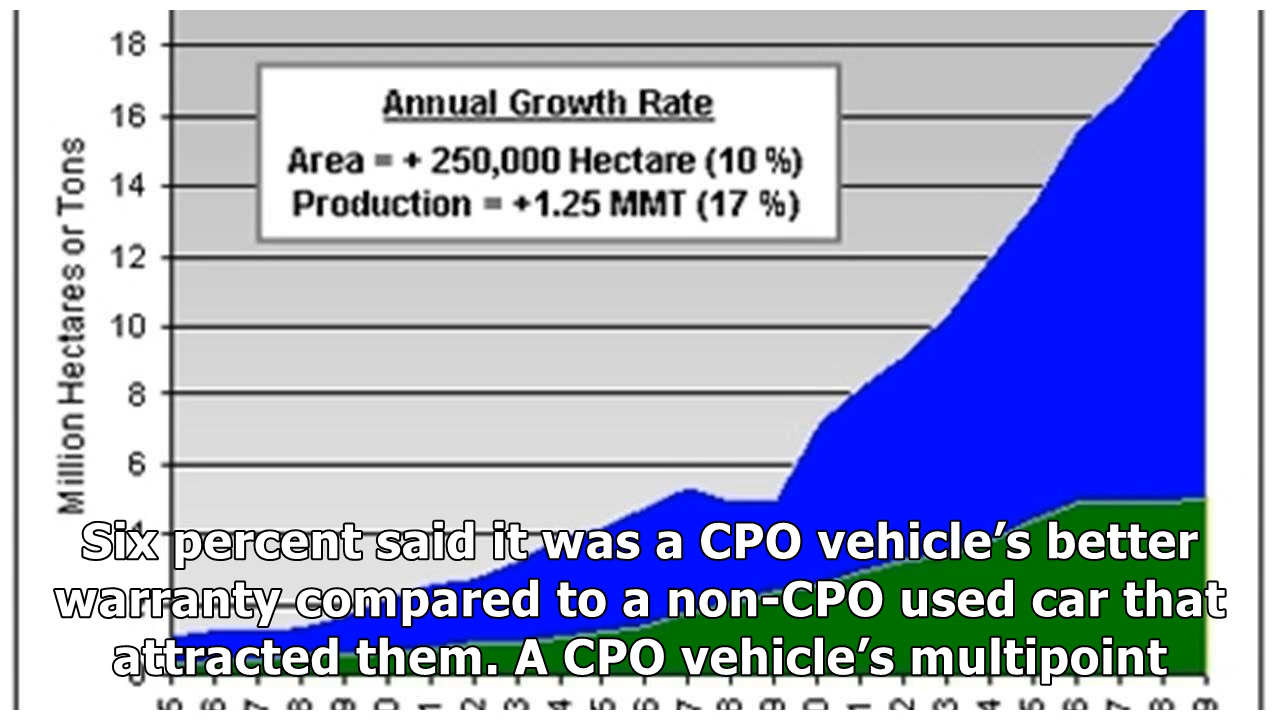 18
Annual Growth Rate
16
Area = + 250,000 Hectare (10 %)
14
Production = +1.25 MMT (17 %)
12
10
8
6
Million Hectares or Tons
Six percent said it was a CPO vehicle’s better
warranty compared to a non-CPO used car that
attracted them. A CPO vehicle’s multipoint